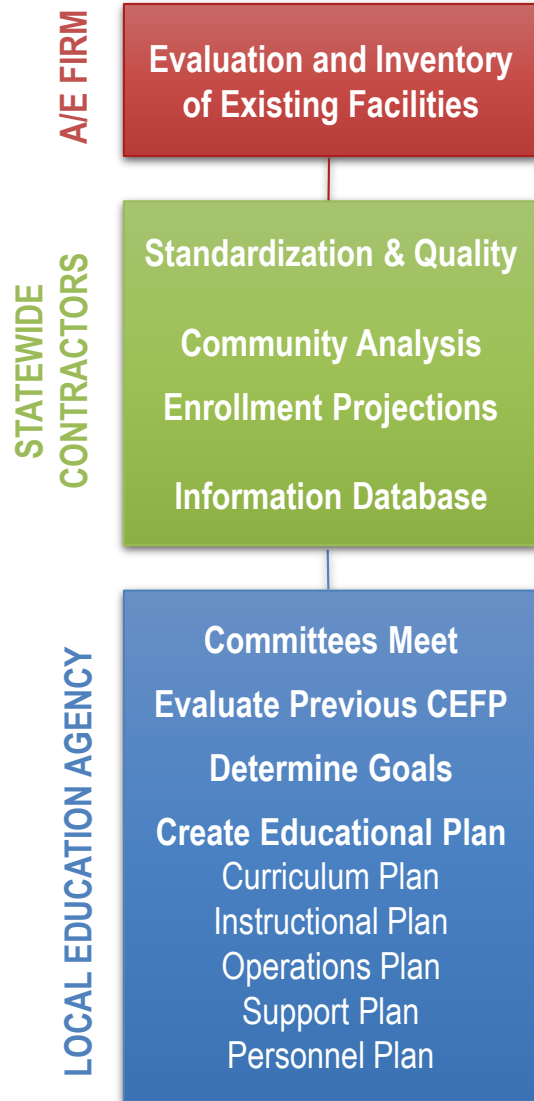 A/E FIRM
Evaluation and Inventory
of Existing Facilities
STATEWIDE
CONTRACTORS
Standardization & Quality
Community Analysis
Enrollment Projections
Information Database
LOCAL EDUCATION AGENCY
Committees Meet
Evaluate Previous CEFP
Determine Goals
Create Educational Plan
Curriculum Plan
Instructional Plan
Operations Plan
Support Plan
Personnel Plan